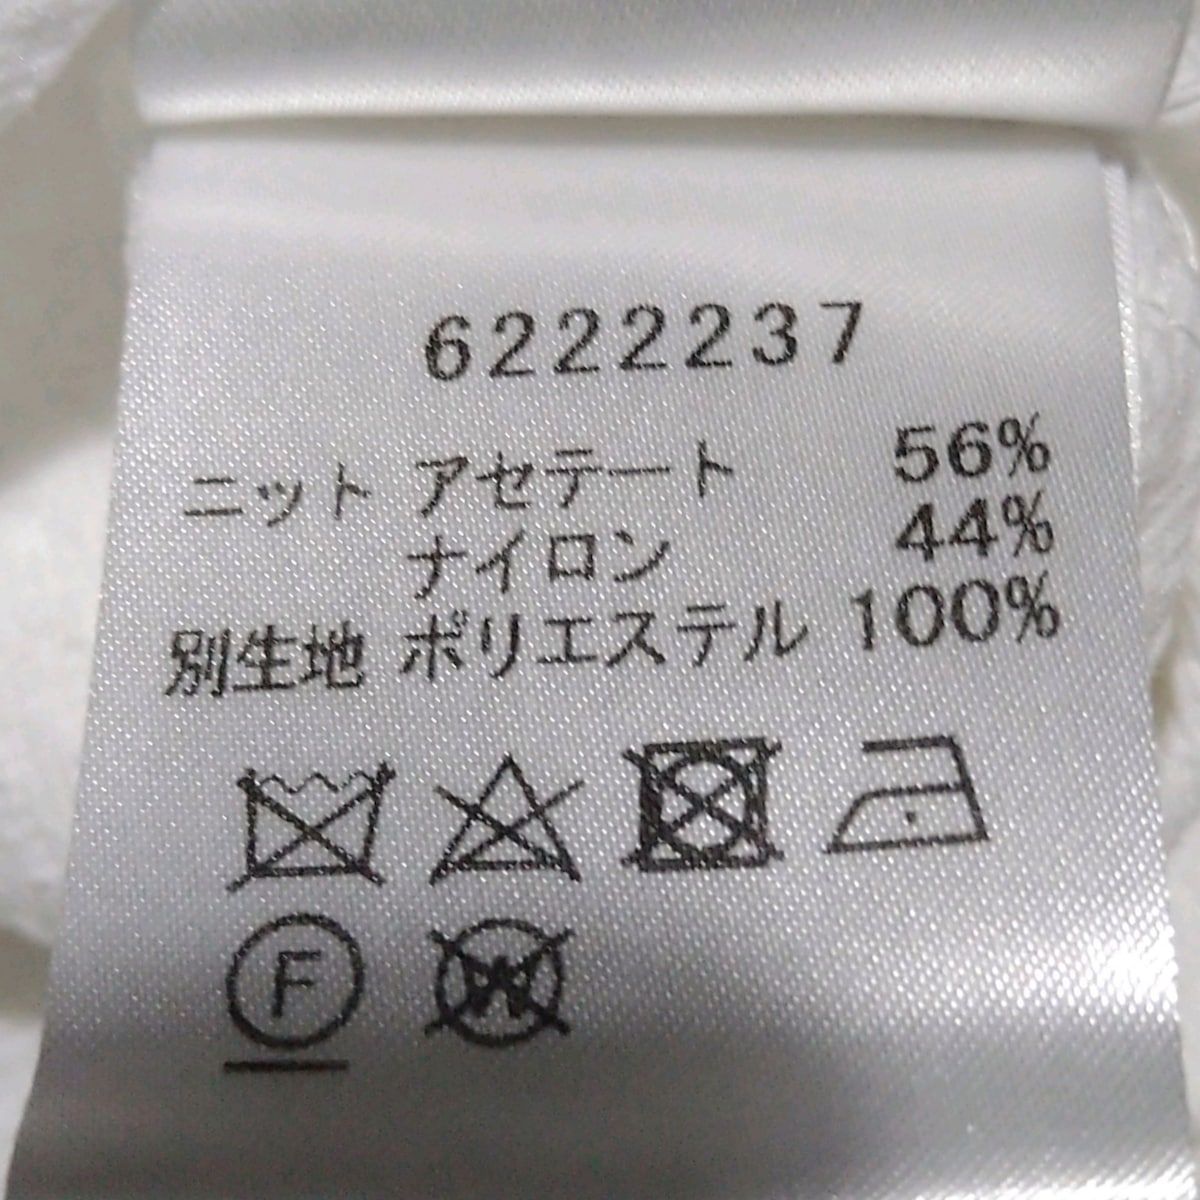 6222237
ニット アセテート 56%
ナイロン 44%
別生地 ポリエステル 100%
F
W